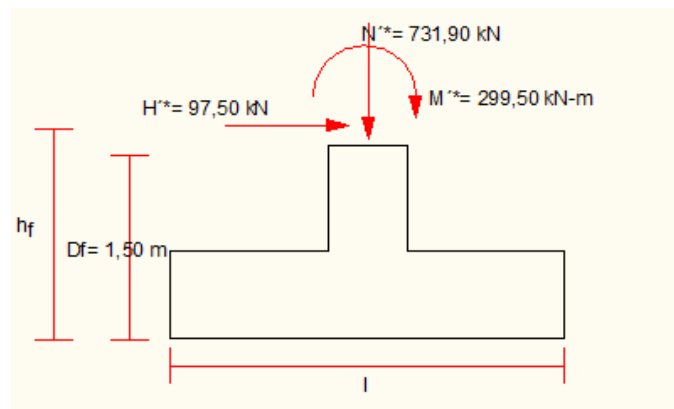 N´*= 731,90 kN
M´*= 299,50 kN-m
H´*= 97,50 kN
hf
Df= 1,50 m
l